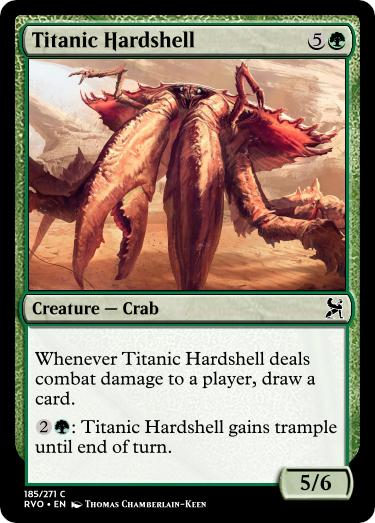 Titanic Hardshell 5
Creature — Crab
Whenever Titanic Hardshell deals
combat damage to a player, draw a
card.
2 : Titanic Hardshell gains trample
until end of turn.
5/6
185/271 C
RVO • EN Thomas Chamberlain-Keen